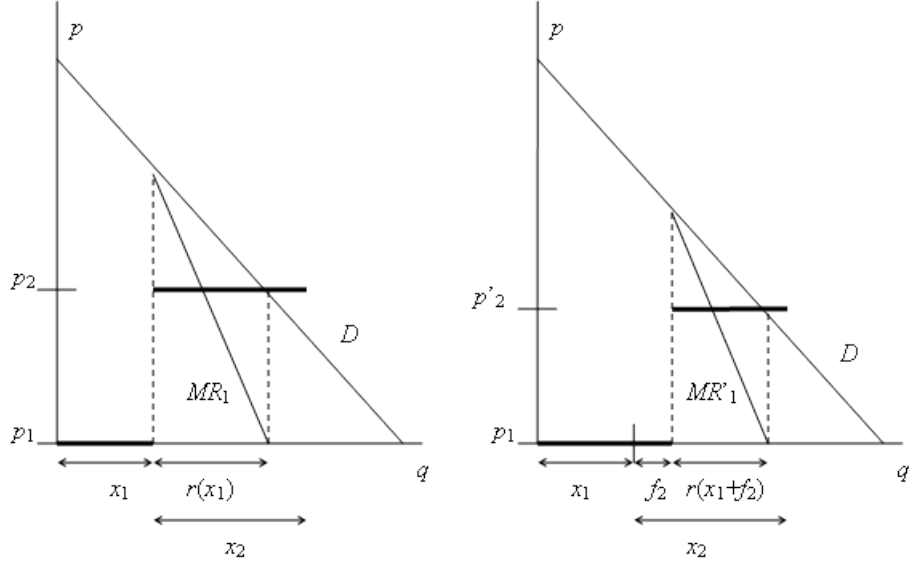 p
p2
D
MR1
p1
q
x1
r(x1)
x2
p
p'2
D
MR'1
p1
q
x1
f2
r(x1+f2)
x2